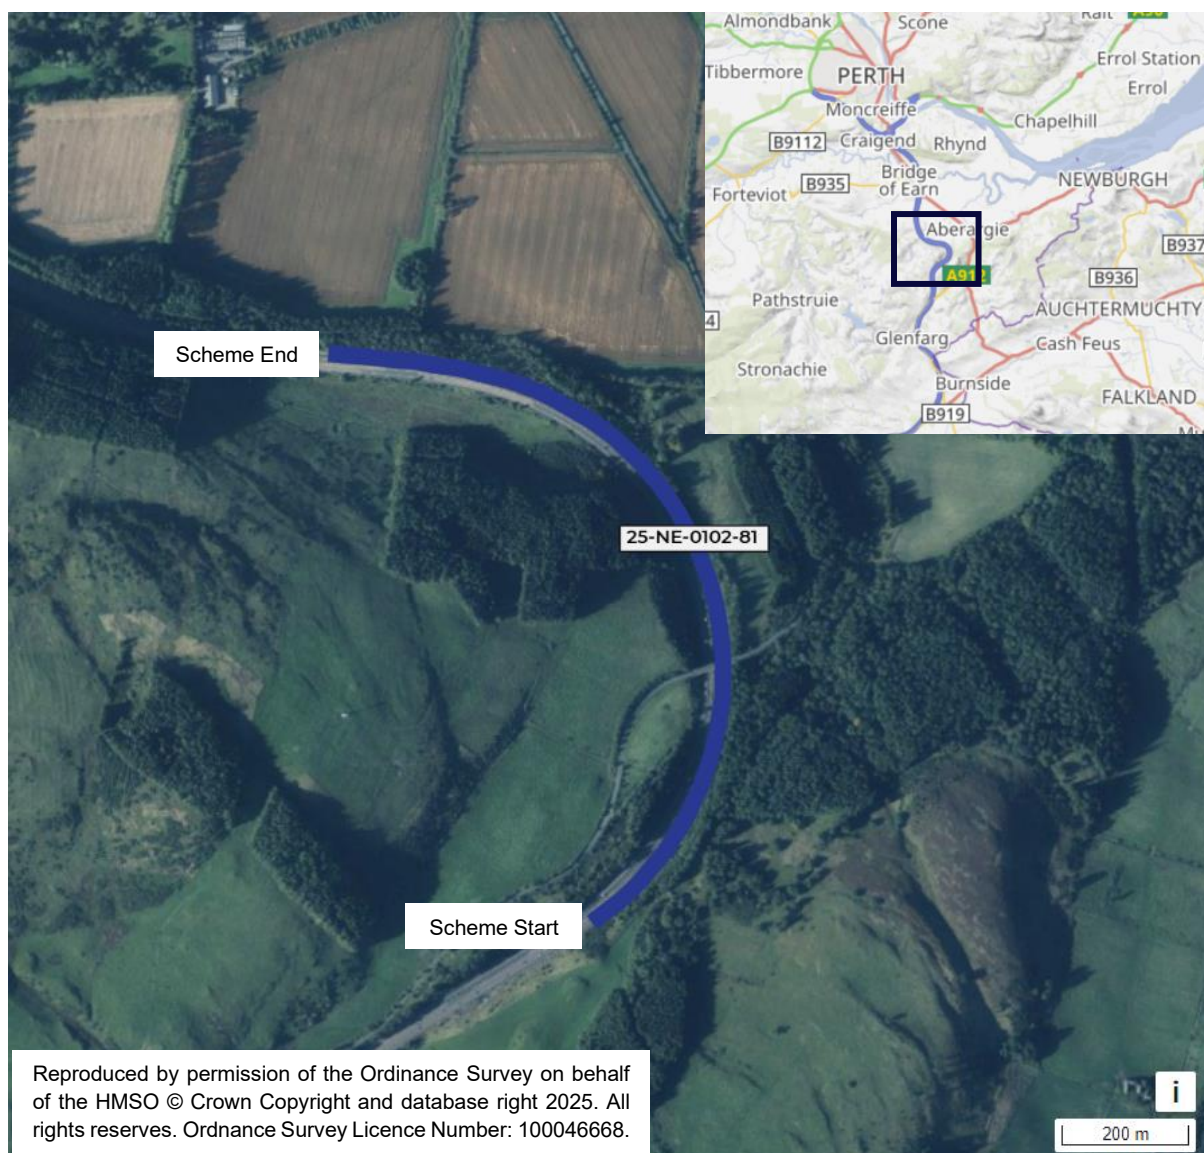 Almondbank
Scone
Rait
A90
Errol Station
Tibbermore
PERTH
Errol
Moncreiffe
Chapelhill
B9112
Craigend
Rhynd
Bridge
of Earn
NEWBURGH
B935
Forteviot
Aberargie
B937
A912
B936
Pathstruie
AUCHTERMUCHTY
4
Glenfarg
Cash Feus
Stronachie
Burnside
FALKLAND
B919
Scheme End
25-NE-0102-81
Scheme Start
Reproduced by permission of the Ordinance Survey on behalf
of the HMSO © Crown Copyright and database right 2025. All
rights reserves. Ordnance Survey Licence Number: 100046668.
i
200 m